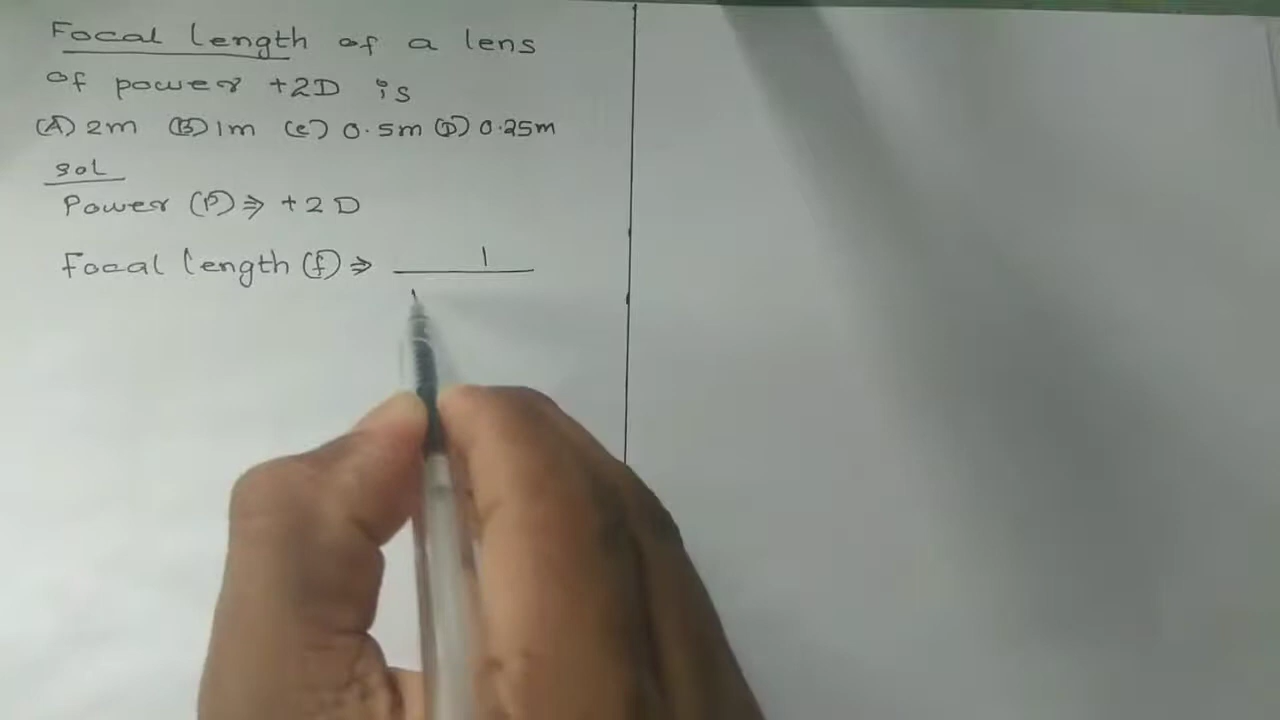 Focal length of a lens
of power +2D is
(A) 2m (B) 1m (C) 0.5m (D) 0.25m
sol
Power (P) ⇒ +2D
Focal length (f) ⇒ 1